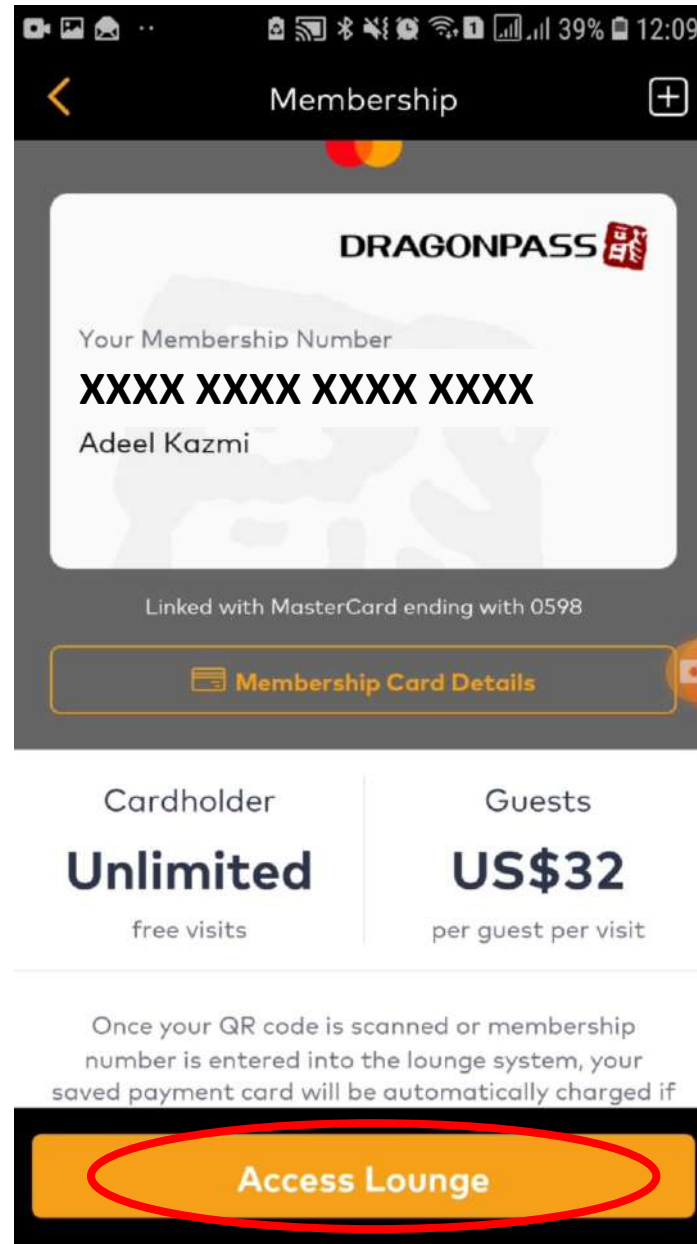 39% 12:09
Membership
DRAGONPASS
Your Membership Number
XXXX XXXX XXXX XXXX
Adeel Kazmi
Linked with MasterCard ending with 0598
Membership Card Details
Cardholder
Unlimited
free visits
Guests
US$32
per guest per visit
Once your QR code is scanned or membership
number is entered into the lounge system, your
saved payment card will be automatically charged if
Access Lounge